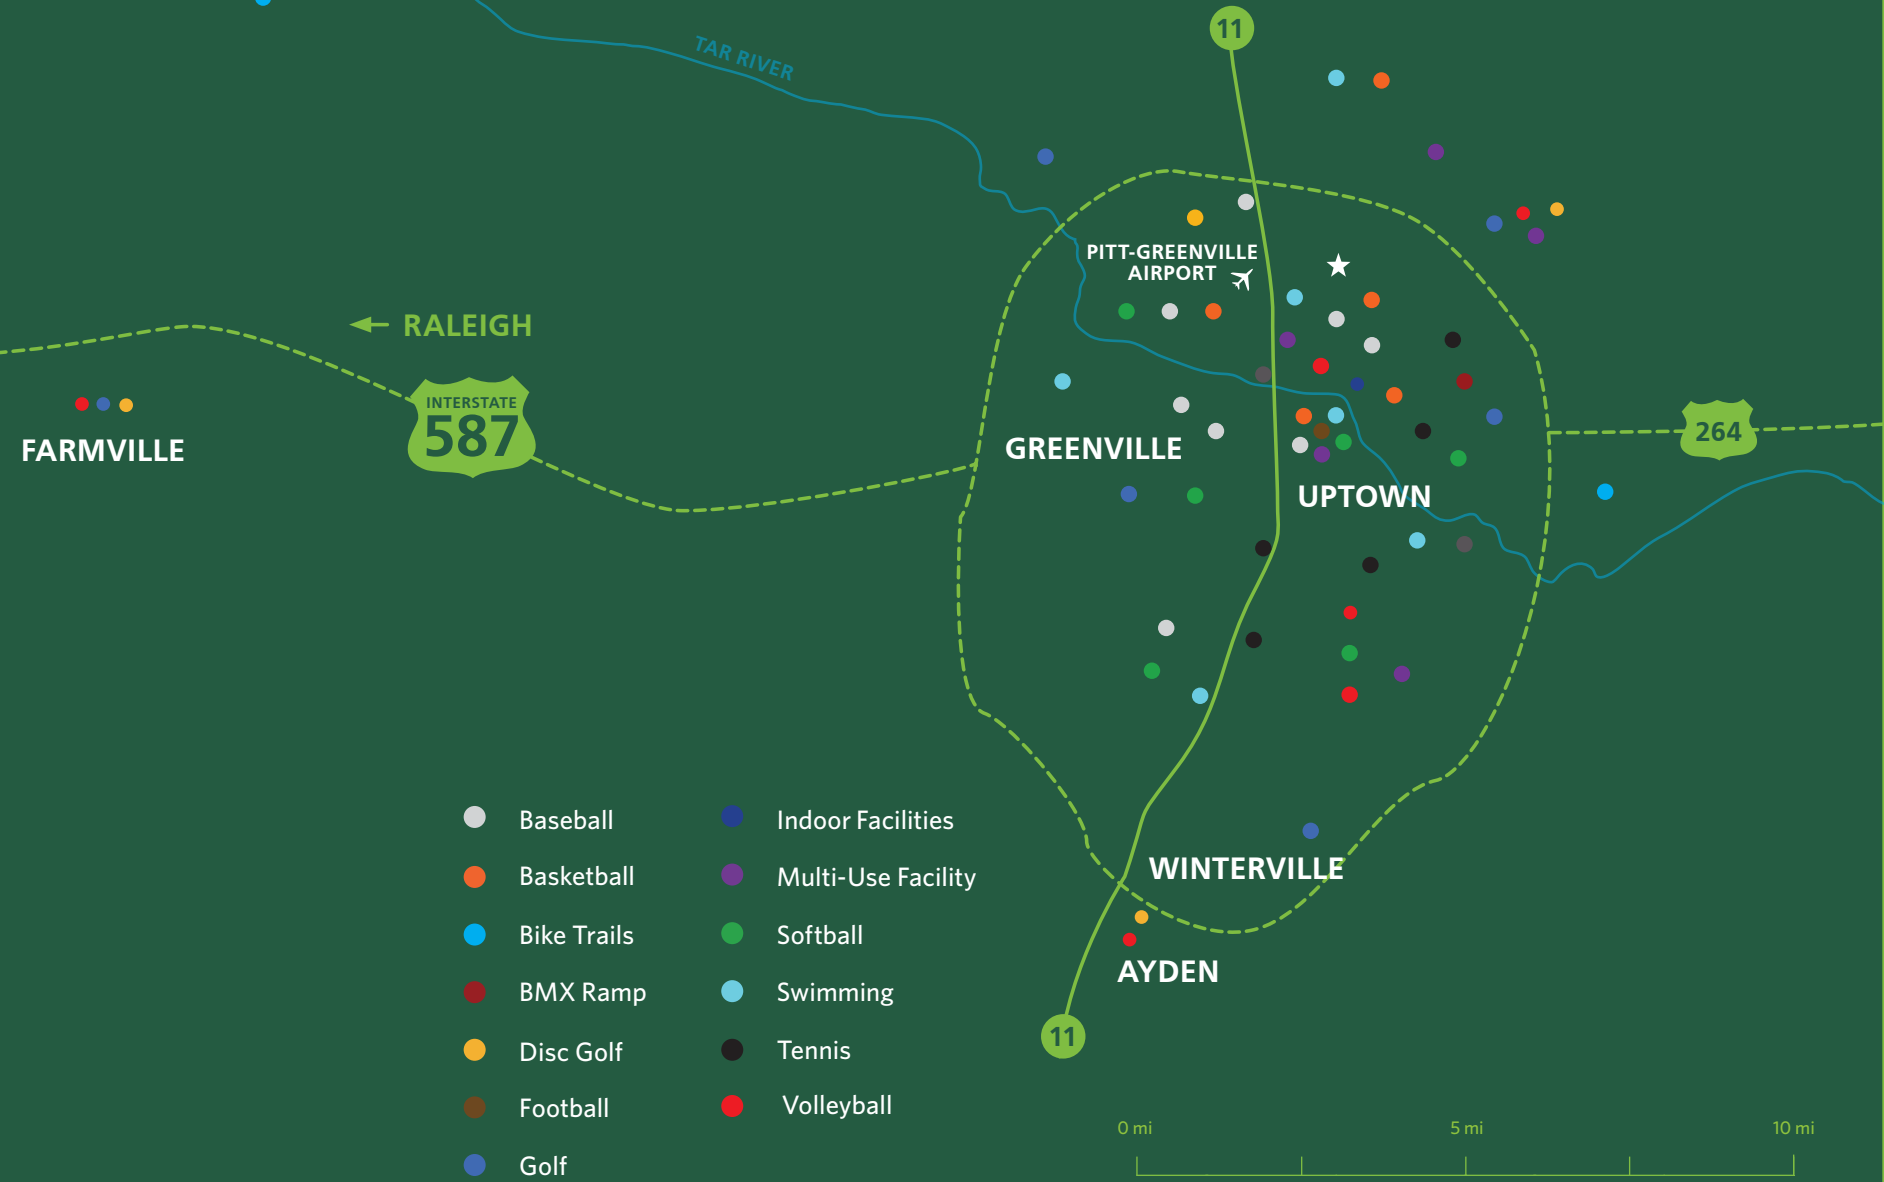 11
TAR RIVER
PITT-GREENVILLE
AIRPORT
RALEIGH
INTERSTATE
587
FARMVILLE
GREENVILLE
264
UPTOWN
WINTERVILLE
AYDEN
11
Baseball
Basketball
Bike Trails
BMX Ramp
Disc Golf
Football
Golf
Indoor Facilities
Multi-Use Facility
Softball
Swimming
Tennis
Volleyball
0 mi
5 mi
10 mi